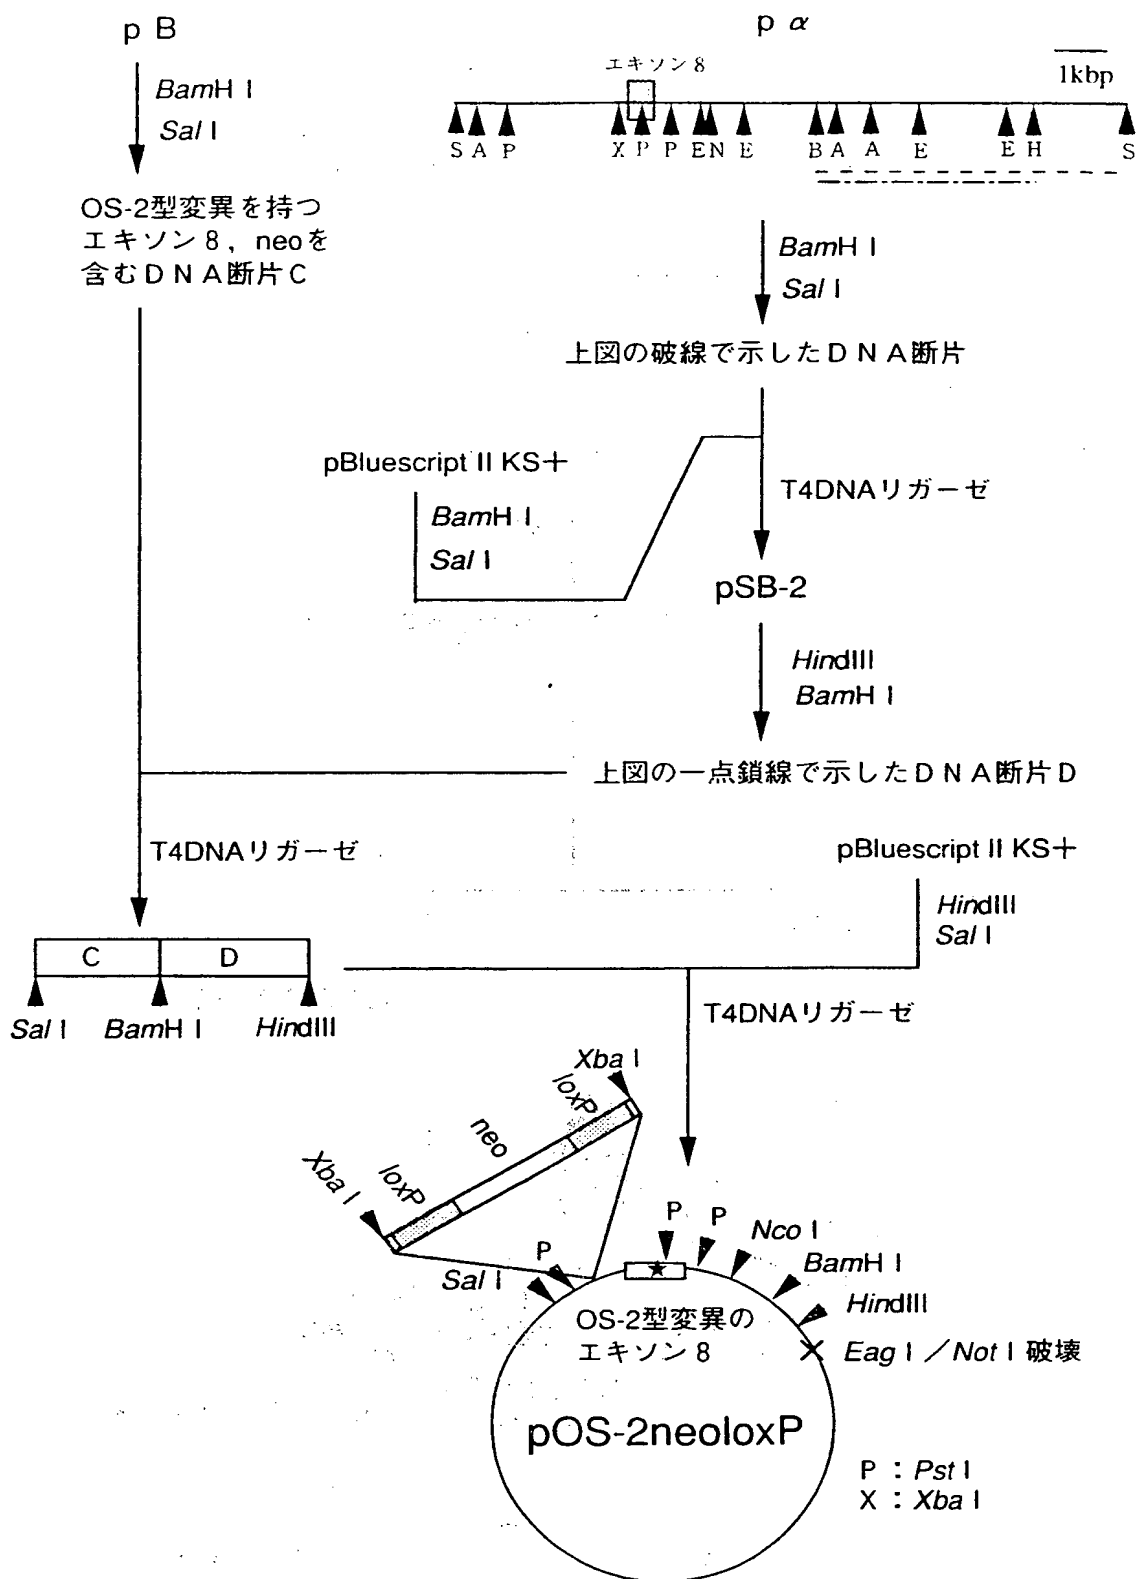 p B
BamH I
Sal I
OS-2型変異を持つ
エキソン 8 , neoを
含むＤＮＡ断片Ｃ
p α
エキソン 8
1kbp
S A P X P P E N E B A A E E H S
BamH I
Sal I
上図の破線で示したＤＮＡ断片
pBluescript II KS＋
BamH I
Sal I
T4DNAリガーゼ
pSB-2
HindIII
BamH I
上図の一点鎖線で示したＤＮＡ断片Ｄ
T4DNAリガーゼ
pBluescript II KS＋
HindIII
Sal I
C D
Sal I BamH I HindIII
T4DNAリガーゼ
Xba I
loxP
neo
loxP
Xba I
Sal I
P
P
P
Nco I
BamH I
HindIII
Eag I ／Not I 破壊
OS-2型変異の
エキソン 8
pOS-2neoloxP
P : Pst I
X : Xba I